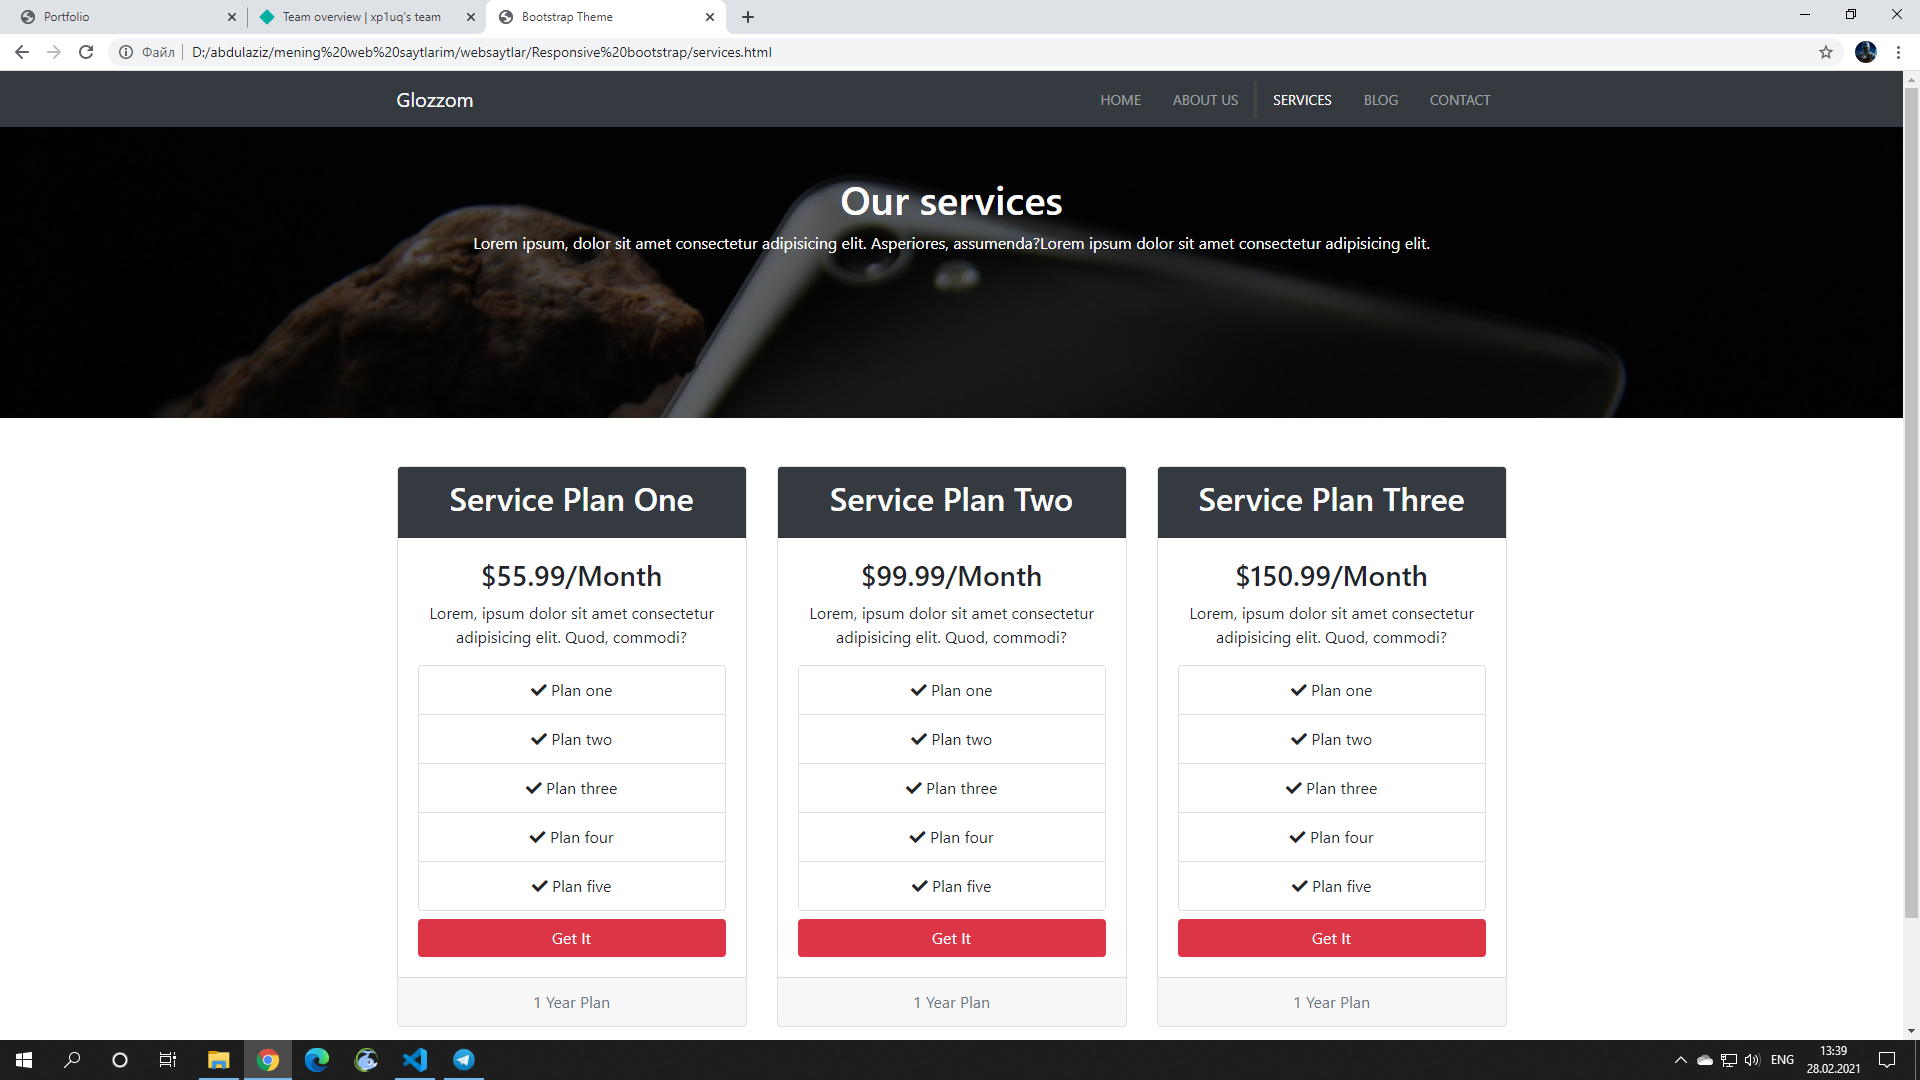 Portfolio
Team overview | xp1uq's team
Bootstrap Theme
Файл
D:/abdulaziz/mening%20web%20saytlarim/websaytlar/Responsive%20bootstrap/services.html
Glozzom
HOME
ABOUT US
SERVICES
BLOG
CONTACT
Our services
Lorem ipsum, dolor sit amet consectetur adipisicing elit. Asperiores, assumenda?Lorem ipsum dolor sit amet consectetur adipisicing elit.
Service Plan One
$55.99/Month
Lorem, ipsum dolor sit amet consectetur
adipisicing elit. Quod, commodi?
Plan one
Plan two
Plan three
Plan four
Plan five
Get It
1 Year Plan
Service Plan Two
$99.99/Month
Lorem, ipsum dolor sit amet consectetur
adipisicing elit. Quod, commodi?
Plan one
Plan two
Plan three
Plan four
Plan five
Get It
1 Year Plan
Service Plan Three
$150.99/Month
Lorem, ipsum dolor sit amet consectetur
adipisicing elit. Quod, commodi?
Plan one
Plan two
Plan three
Plan four
Plan five
Get It
1 Year Plan
ENG
13:39
28.02.2021